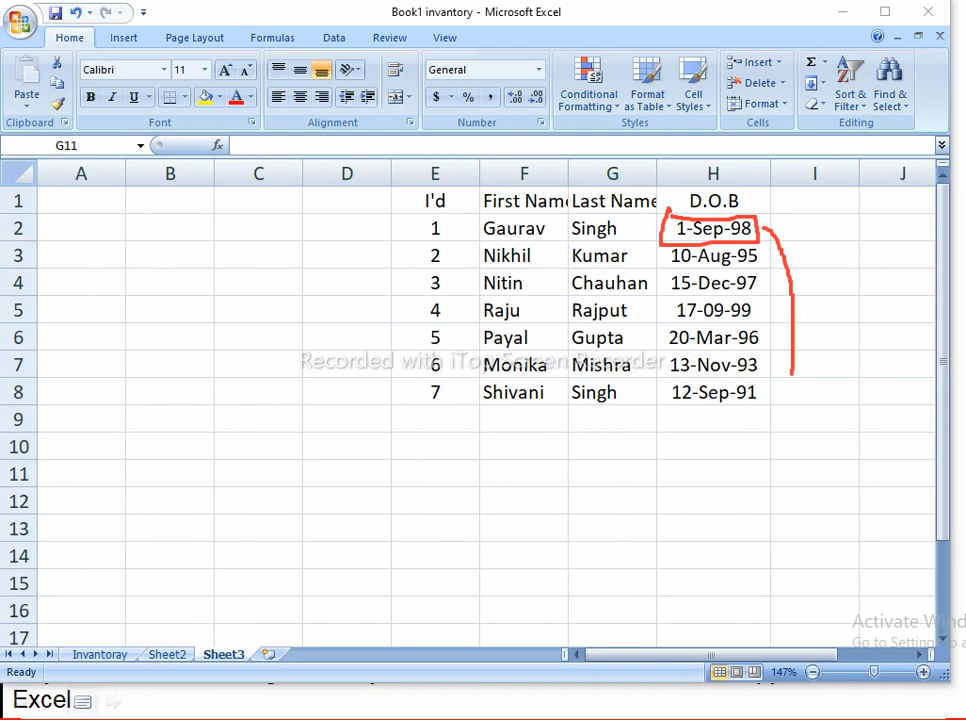 Book1 invantory - Microsoft Excel
Home Insert Page Layout Formulas Data Review View
Calibri 11 General Σ Insert Delete Format
Paste B I U A $ % , Conditional Formatting Format as Table Cell Styles Sort & Filter Find & Select
Clipboard Font Alignment Number Styles Cells Editing
G11 fx
A B C D E F G H I J
1 I'd First Name Last Name D.O.B
2 1 Gaurav Singh 1-Sep-98
3 2 Nikhil Kumar 10-Aug-95
4 3 Nitin Chauhan 15-Dec-97
5 4 Raju Rajput 17-09-99
6 5 Payal Gupta 20-Mar-96
Recorded with iTop Screen Recorder
7 6 Monika Mishra 13-Nov-93
8 7 Shivani Singh 12-Sep-91
9
10
11
12
13
14
15
16
Activate Wind
Go to Setting
17
Invantoray Sheet2 Sheet3
Ready 147%
Excel